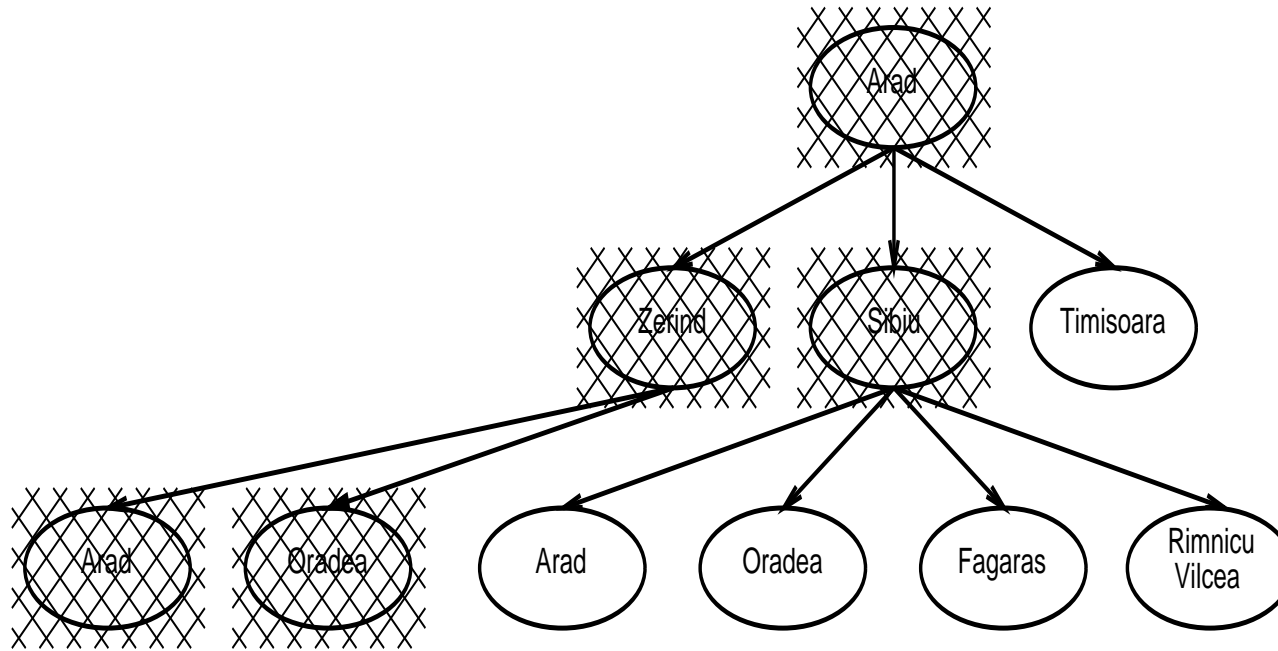 Arad
Zerind
Sibiu
Timisoara
Arad
Oradea
Arad
Oradea
Fagaras
Rimnicu
Vilcea